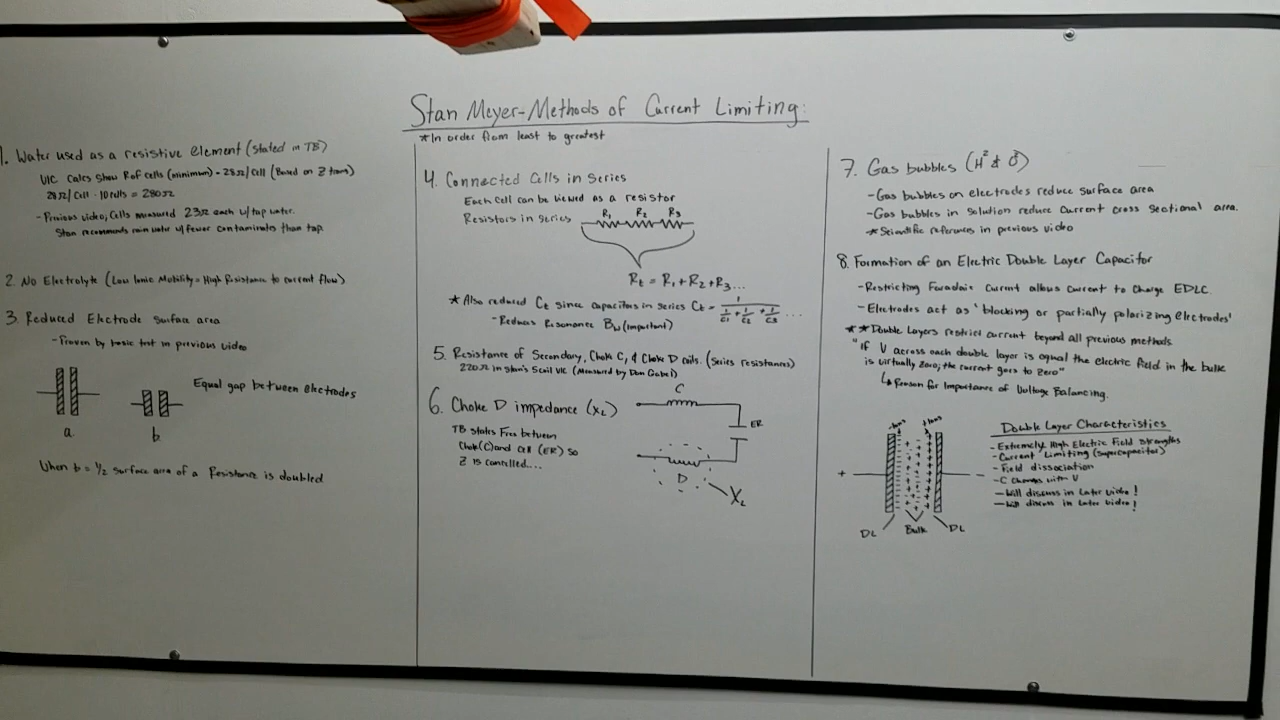 Stan Meyer-Methods of Current Limiting:
*In order from least to greatest
1. Water used as a resistive element (stated in TB)
VIC Calcs show R of cells (minimum) - 28Ω/Cell (Based on Z trans)
28Ω/Cell · 10 cells = 280Ω
- Previous video; Cells measured 23Ω each w/tap water.
Stan recommends rain water w/fewer contaminates than tap
2. No Electrolyte (Low Ionic Mobility = High Resistance to current flow)
3. Reduced Electrode surface area
- Proven by basic test in previous video
Equal gap between electrodes
a.
b.
When b = 1/2 surface area of a Resistance is doubled
4. Connected Cells in Series
Each cell can be viewed as a resistor
Resistors in series
R1 R2 R3
Rt = R1 + R2 + R3...
* Also reduced Ct since capacitors in series Ct = 1 / (1/C1 + 1/C2 + 1/C3 ...
- Reduces Resonance BW (Important)
5. Resistance of Secondary, Choke C, & Choke D coils. (Series resistances)
220Ω in Stan's 5 coil VIC (Measured by Don Gabel)
6. Choke D impedance (XL)
TB states Fres between
Choke(C) and cell (ER) so
Z is controlled....
C
ER
D
XL
7. Gas bubbles (H² & O²)
- Gas bubbles on electrodes reduce surface area
- Gas bubbles in solution reduce current cross sectional area.
* Scientific references in previous video
8. Formation of an Electric Double Layer Capacitor
- Restricting Faradaic Current allows current to charge EDLC.
- Electrodes act as 'blocking or partially polarizing electrodes'
** Double Layers restrict current beyond all previous methods
"If V across each double layer is equal the electric field in the bulk
is virtually zero; the current goes to zero"
Reason for Importance of Voltage Balancing.
+
-
DL
Bulk
DL
Double Layer Characteristics
- Extremely High Electric Field Strengths
- Current Limiting (supercapacitor)
- Field dissociation
- C changes with V
- Will discuss in later video!
- Will discuss in later video!